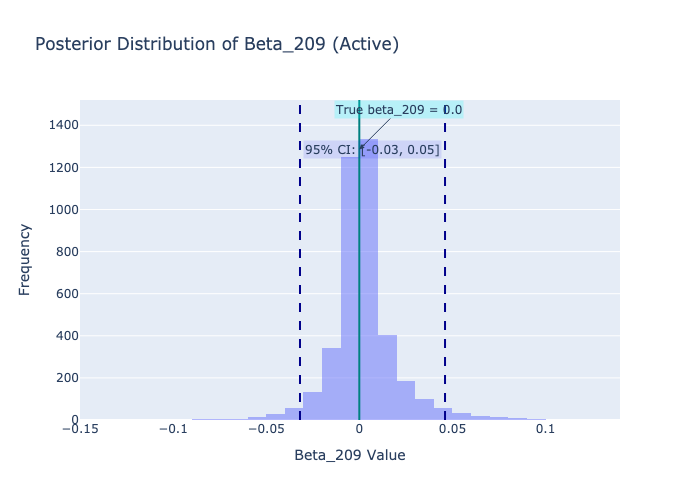 Posterior Distribution of Beta_209 (Active)
True beta_209 = 0.0
95% CI: [-0.03, 0.05]
1400
1200
1000
800
600
400
200
0
Frequency
−0.15
−0.1
−0.05
0
0.05
0.1
Beta_209 Value